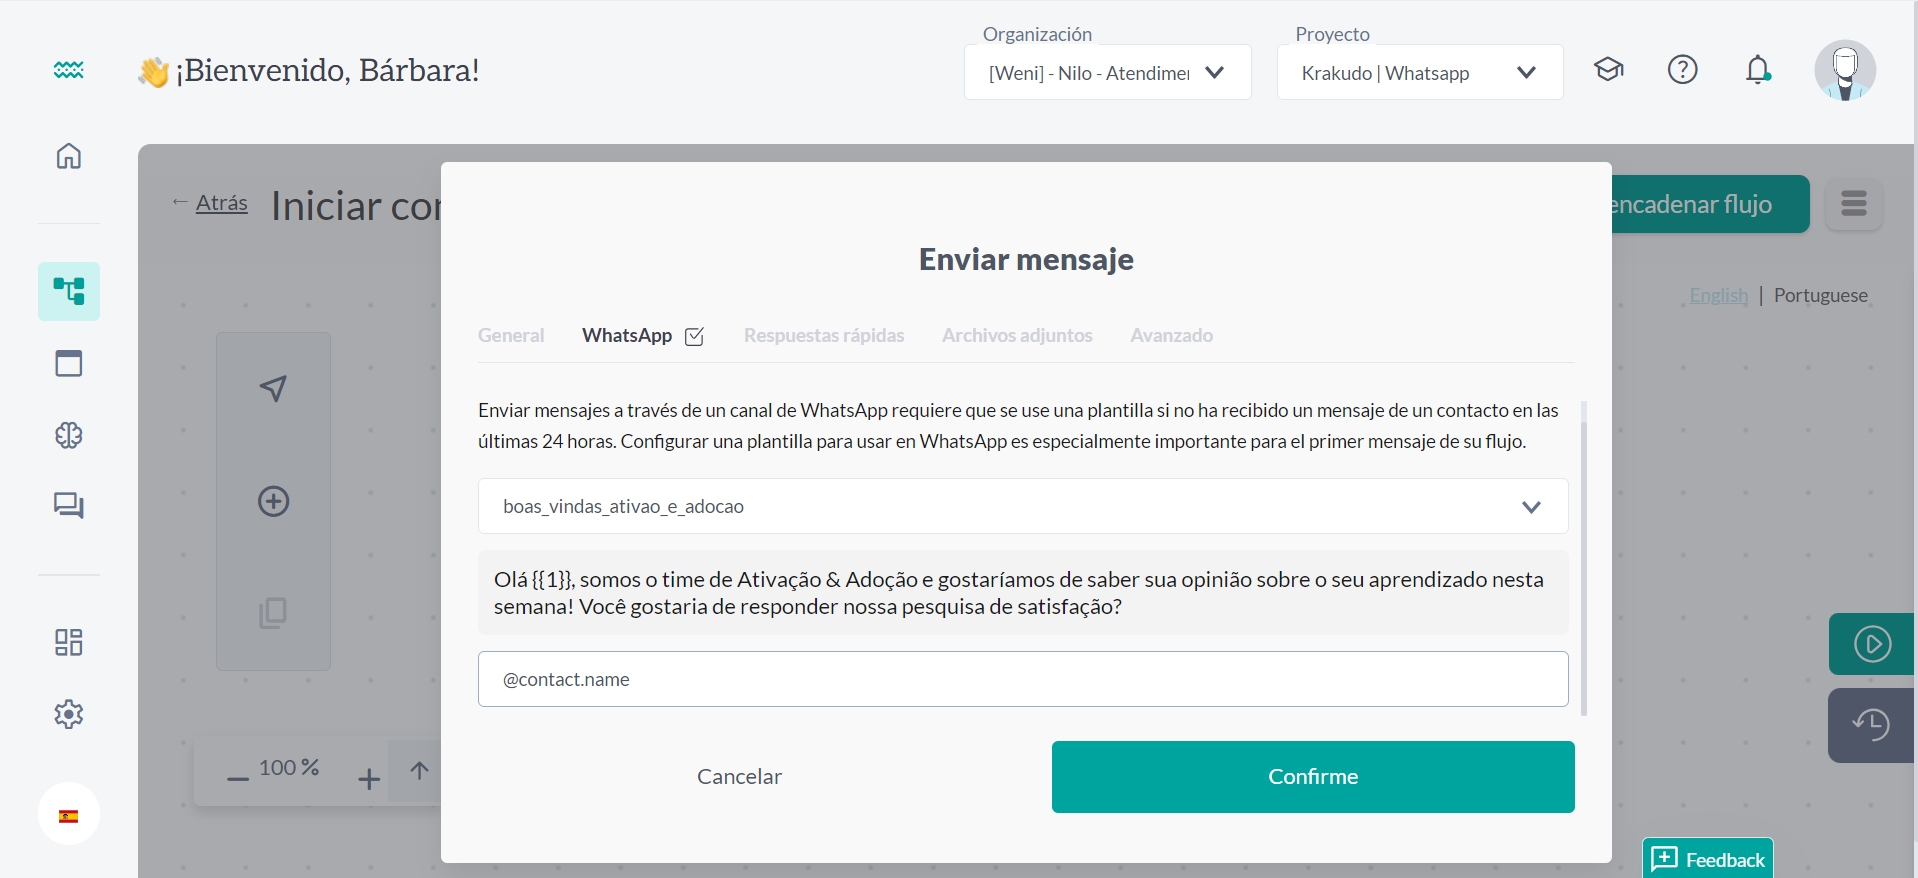 ¡Bienvenido, Bárbara!
Organización
[Weni] - Nilo - Atendime
Proyecto
Krakudo | Whatsapp
← Atrás
Iniciar co
encadenar flujo
English | Portuguese
Enviar mensaje
General
WhatsApp
Respuestas rápidas
Archivos adjuntos
Avanzado
Enviar mensajes a través de un canal de WhatsApp requiere que se use una plantilla si no ha recibido un mensaje de un contacto en las
últimas 24 horas. Configurar una plantilla para usar en WhatsApp es especialmente importante para el primer mensaje de su flujo.
boas_vindas_ativao_e_adocao
Olá {{1}}, somos o time de Ativação & Adoção e gostaríamos de saber sua opinião sobre o seu aprendizado nesta
semana! Você gostaria de responder nossa pesquisa de satisfação?
@contact.name
100 %
Cancelar
Confirme
Feedback